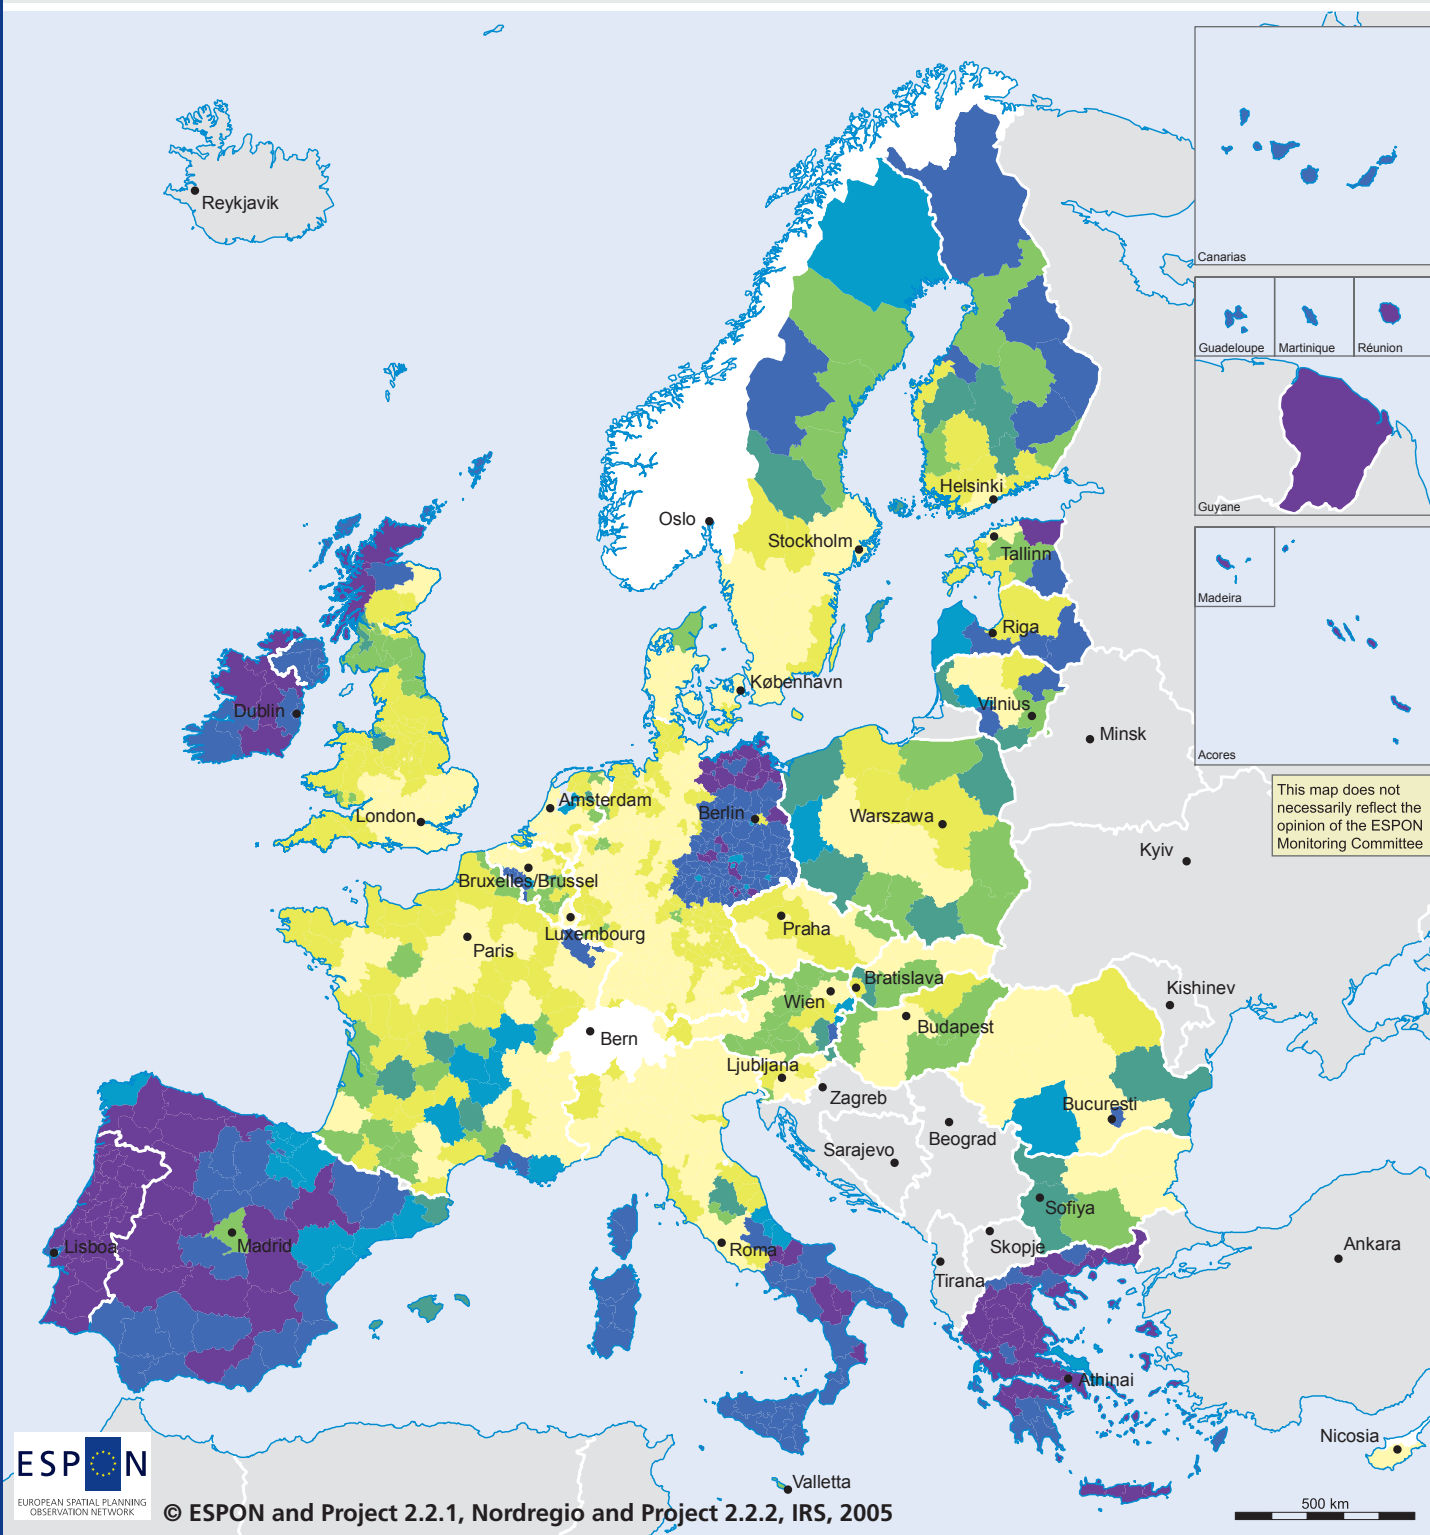 Canarias
Reykjavik
Guadeloupe
Martinique
Réunion
Guyane
Helsinki
Oslo
Stockholm
Tallinn
Madeira
Riga
København
Vilnius
Dublin
Minsk
Acores
This map does not
necessarily reflect the
opinion of the ESPON
Monitoring Committee
Amsterdam
Berlin
Warszawa
London
Kyiv
Bruxelles/Brussel
Praha
Luxembourg
Paris
Bratislava
Kishinev
Wien
Budapest
Bern
Ljubljana
Zagreb
Bucuresti
Beograd
Sarajevo
Sofiya
Madrid
Lisboa
Roma
Skopje
Ankara
Tirana
Athinai
Nicosia
Valletta
ESPON
EUROPEAN SPATIAL PLANNING
OBSERVATION NETWORK
© ESPON and Project 2.2.1, Nordregio and Project 2.2.2, IRS, 2005
500 km